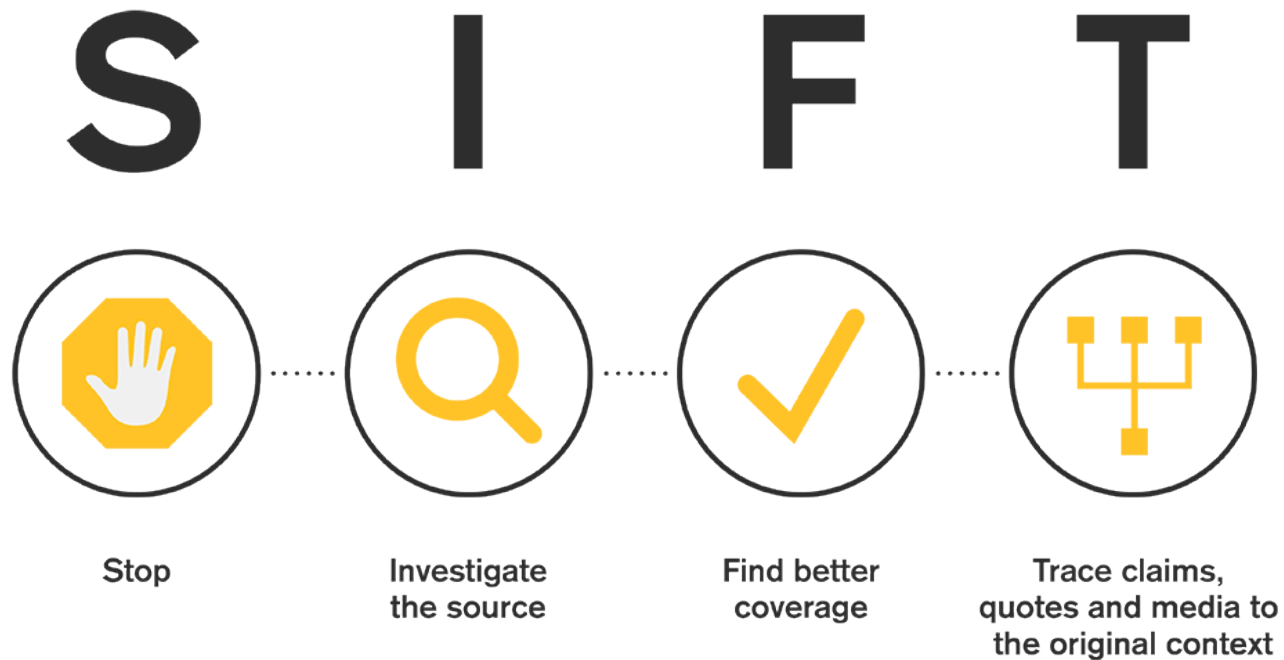 S I F T
Stop
Investigate
the source
Find better
coverage
Trace claims,
quotes and media to
the original context